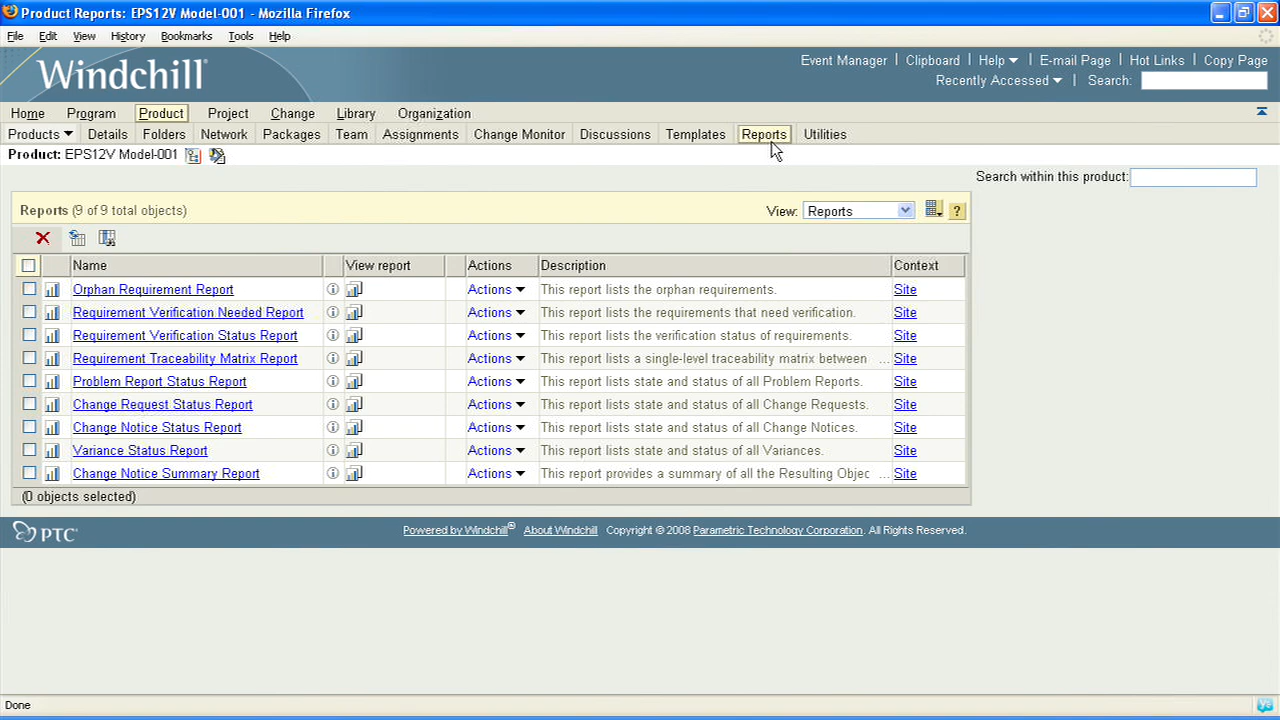 Product Reports: EPS12V Model-001 - Mozilla Firefox
File Edit View History Bookmarks Tools Help
Windchill
Event Manager | Clipboard | Help | E-mail Page | Hot Links | Copy Page
Recently Accessed | Search:
Home Program Product Project Change Library Organization
Products Details Folders Network Packages Team Assignments Change Monitor Discussions Templates Reports Utilities
Product: EPS12V Model-001
Search within this product:
Reports (9 of 9 total objects) View: Reports ?
Name View report Actions Description Context
Orphan Requirement Report Actions This report lists the orphan requirements. Site
Requirement Verification Needed Report Actions This report lists the requirements that need verification. Site
Requirement Verification Status Report Actions This report lists the verification status of requirements. Site
Requirement Traceability Matrix Report Actions This report lists a single-level traceability matrix between ... Site
Problem Report Status Report Actions This report lists state and status of all Problem Reports. Site
Change Request Status Report Actions This report lists state and status of all Change Requests. Site
Change Notice Status Report Actions This report lists state and status of all Change Notices. Site
Variance Status Report Actions This report lists state and status of all Variances. Site
Change Notice Summary Report Actions This report provides a summary of all the Resulting Objec ... Site
(0 objects selected)
PTC® Powered by Windchill® About Windchill Copyright © 2008 Parametric Technology Corporation. All Rights Reserved.
Done